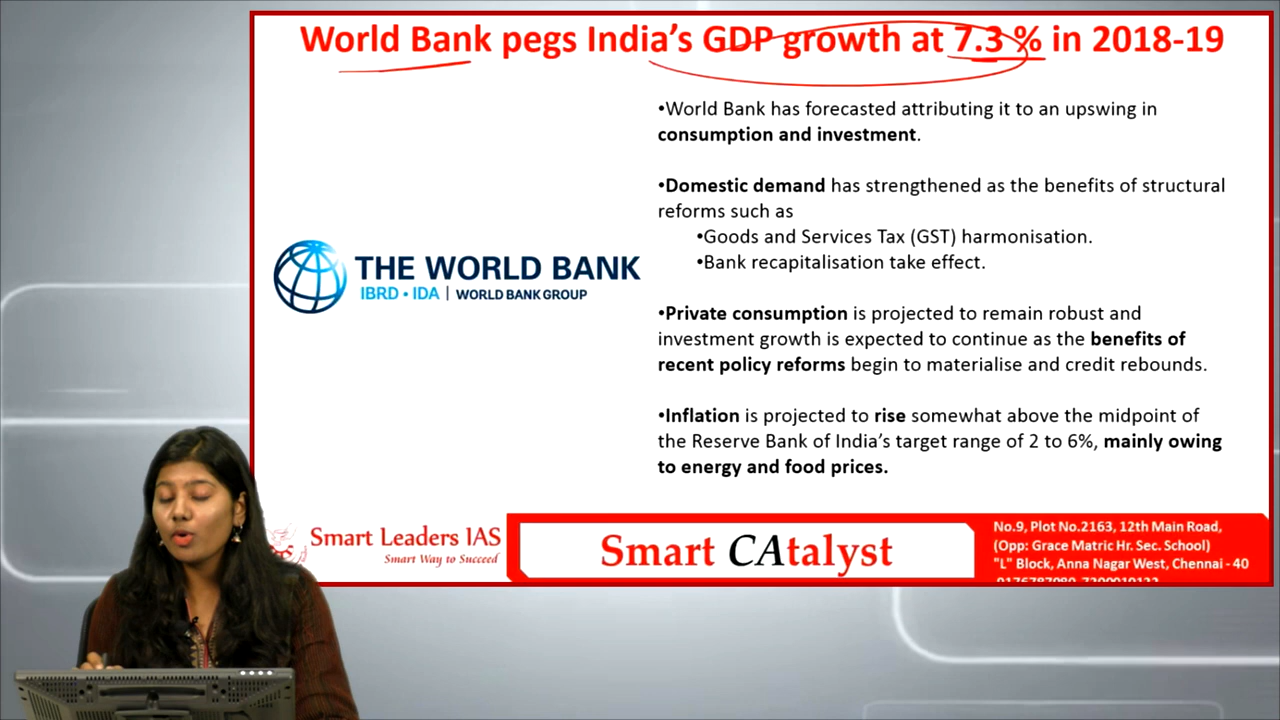 World Bank pegs India's GDP growth at 7.3 % in 2018-19
•World Bank has forecasted attributing it to an upswing in
consumption and investment.
•Domestic demand has strengthened as the benefits of structural
reforms such as
•Goods and Services Tax (GST) harmonisation.
•Bank recapitalisation take effect.
•Private consumption is projected to remain robust and
investment growth is expected to continue as the benefits of
recent policy reforms begin to materialise and credit rebounds.
•Inflation is projected to rise somewhat above the midpoint of
the Reserve Bank of India's target range of 2 to 6%, mainly owing
to energy and food prices.
THE WORLD BANK
IBRD • IDA | WORLD BANK GROUP
Smart Leaders IAS
Smart Way to Succeed
Smart CAtalyst
No.9, Plot No.2163, 12th Main Road,
(Opp: Grace Matric Hr. Sec. School)
"L" Block, Anna Nagar West, Chennai - 40